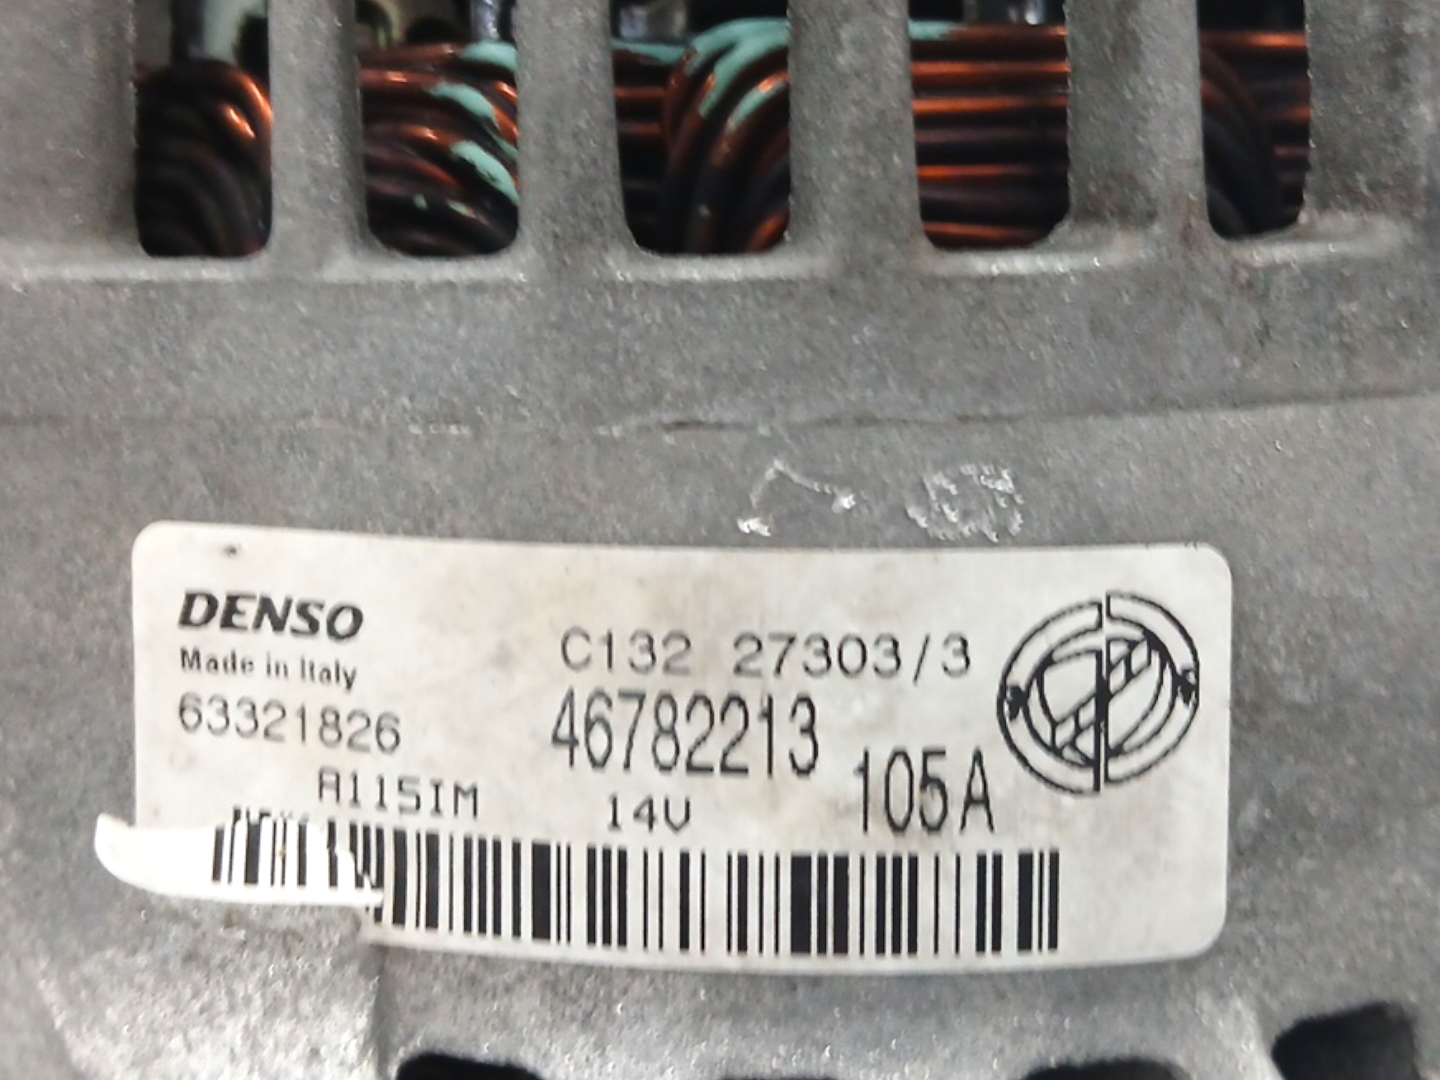 DENSO
Made in Italy
63321826
C132 27303/3
46782213
105A
A115IM
14V